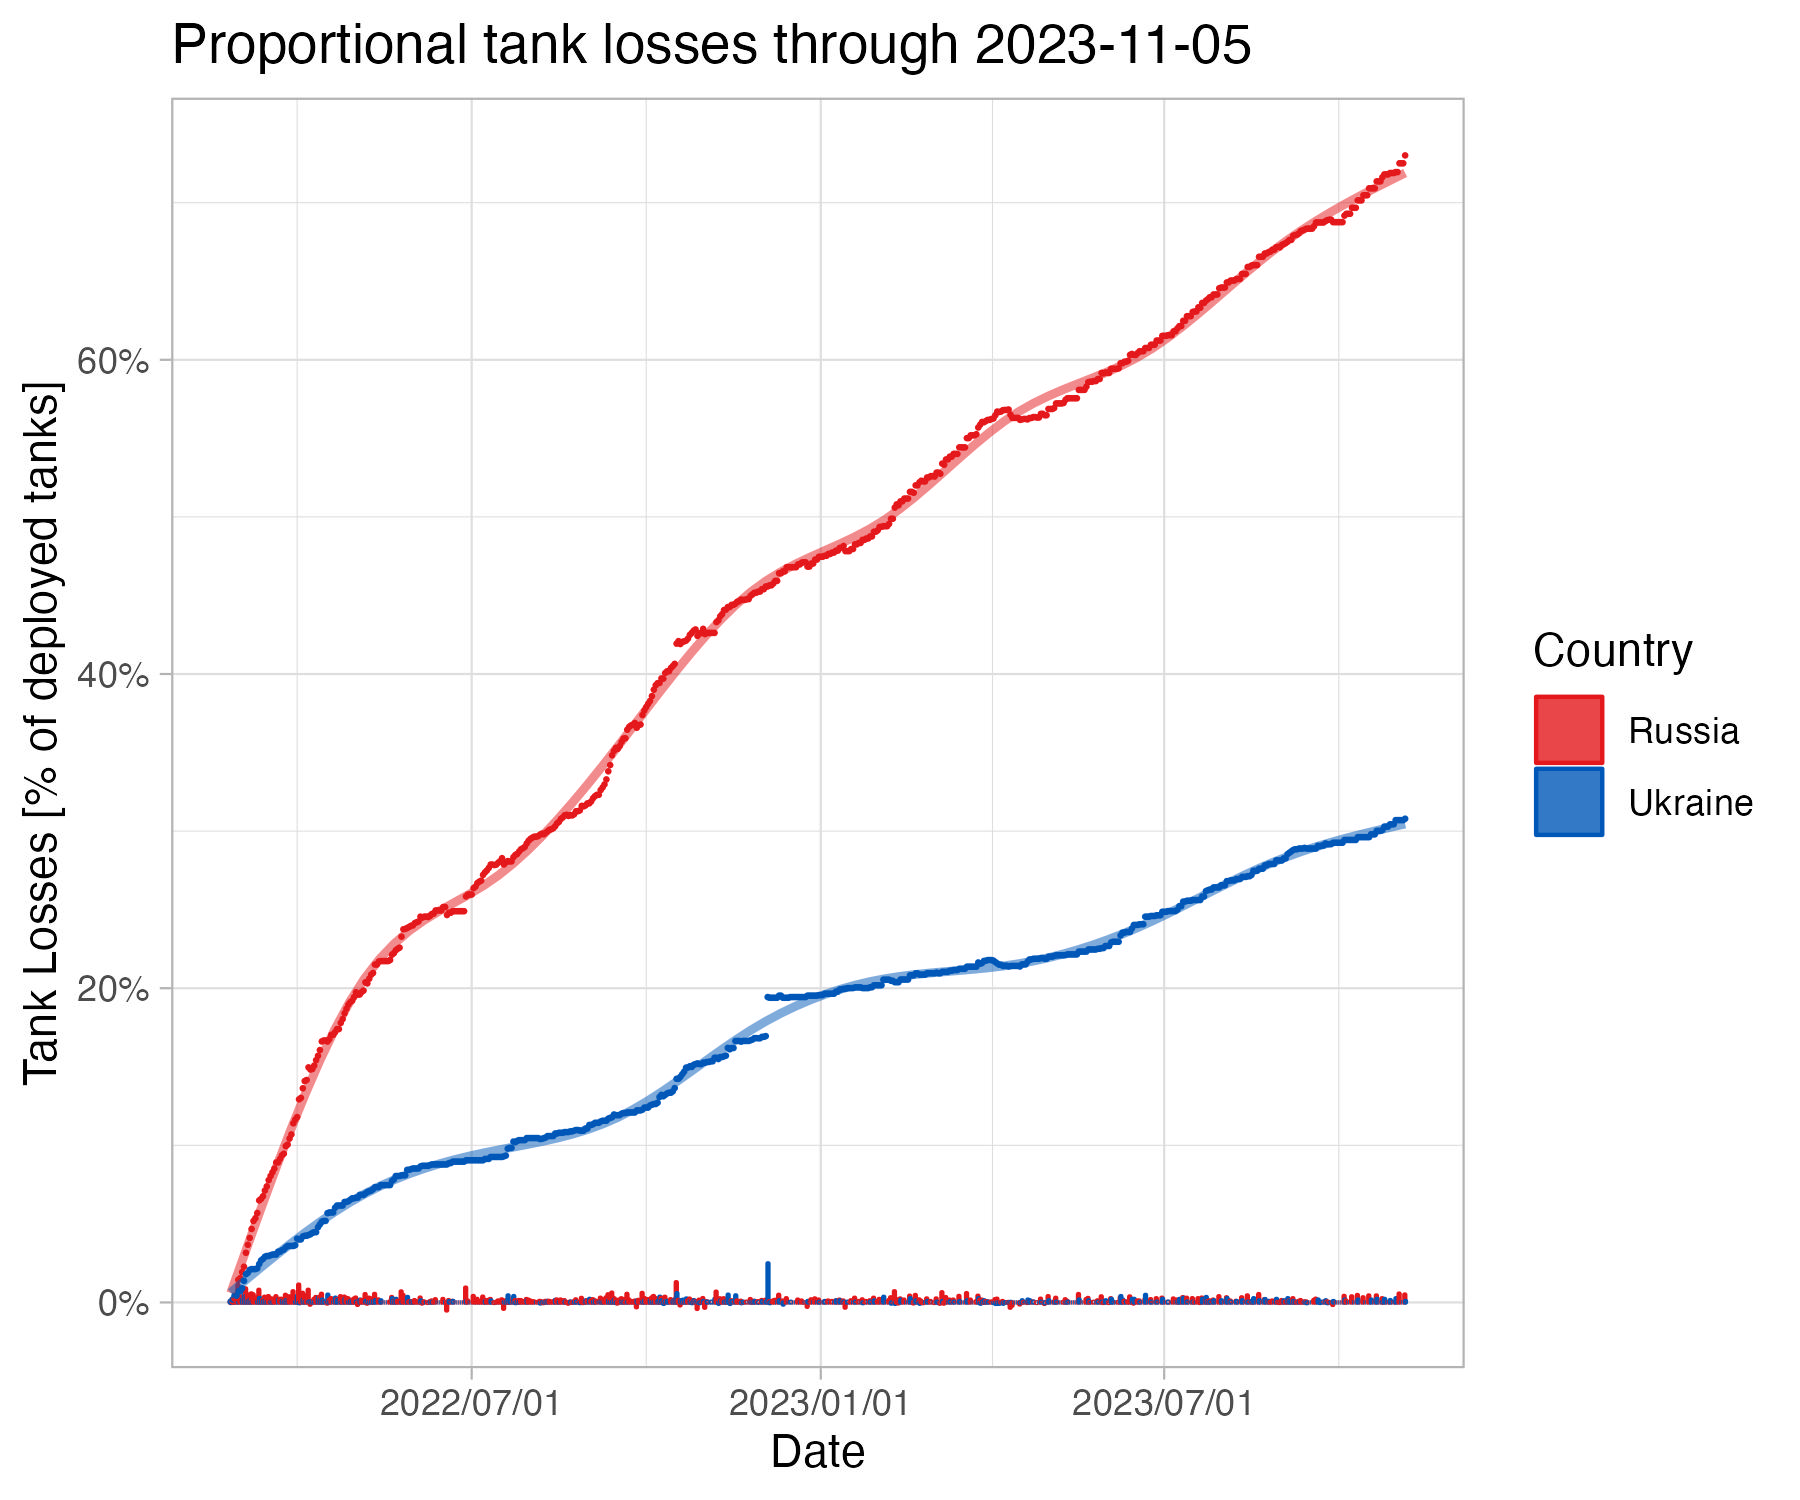 Proportional tank losses through 2023-11-05
Tank Losses [% of deployed tanks]
60%
40%
20%
0%
2022/07/01
2023/01/01
2023/07/01
Date
Country
Russia
Ukraine